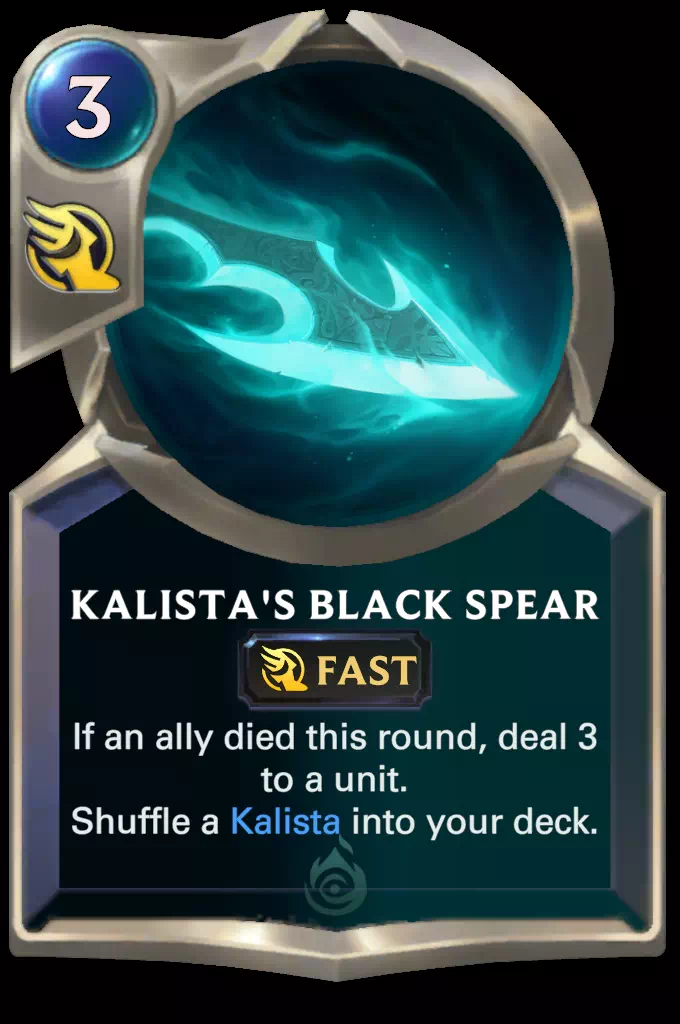 3
KALISTA'S BLACK SPEAR
FAST
If an ally died this round, deal 3
to a unit.
Shuffle a Kalista into your deck.